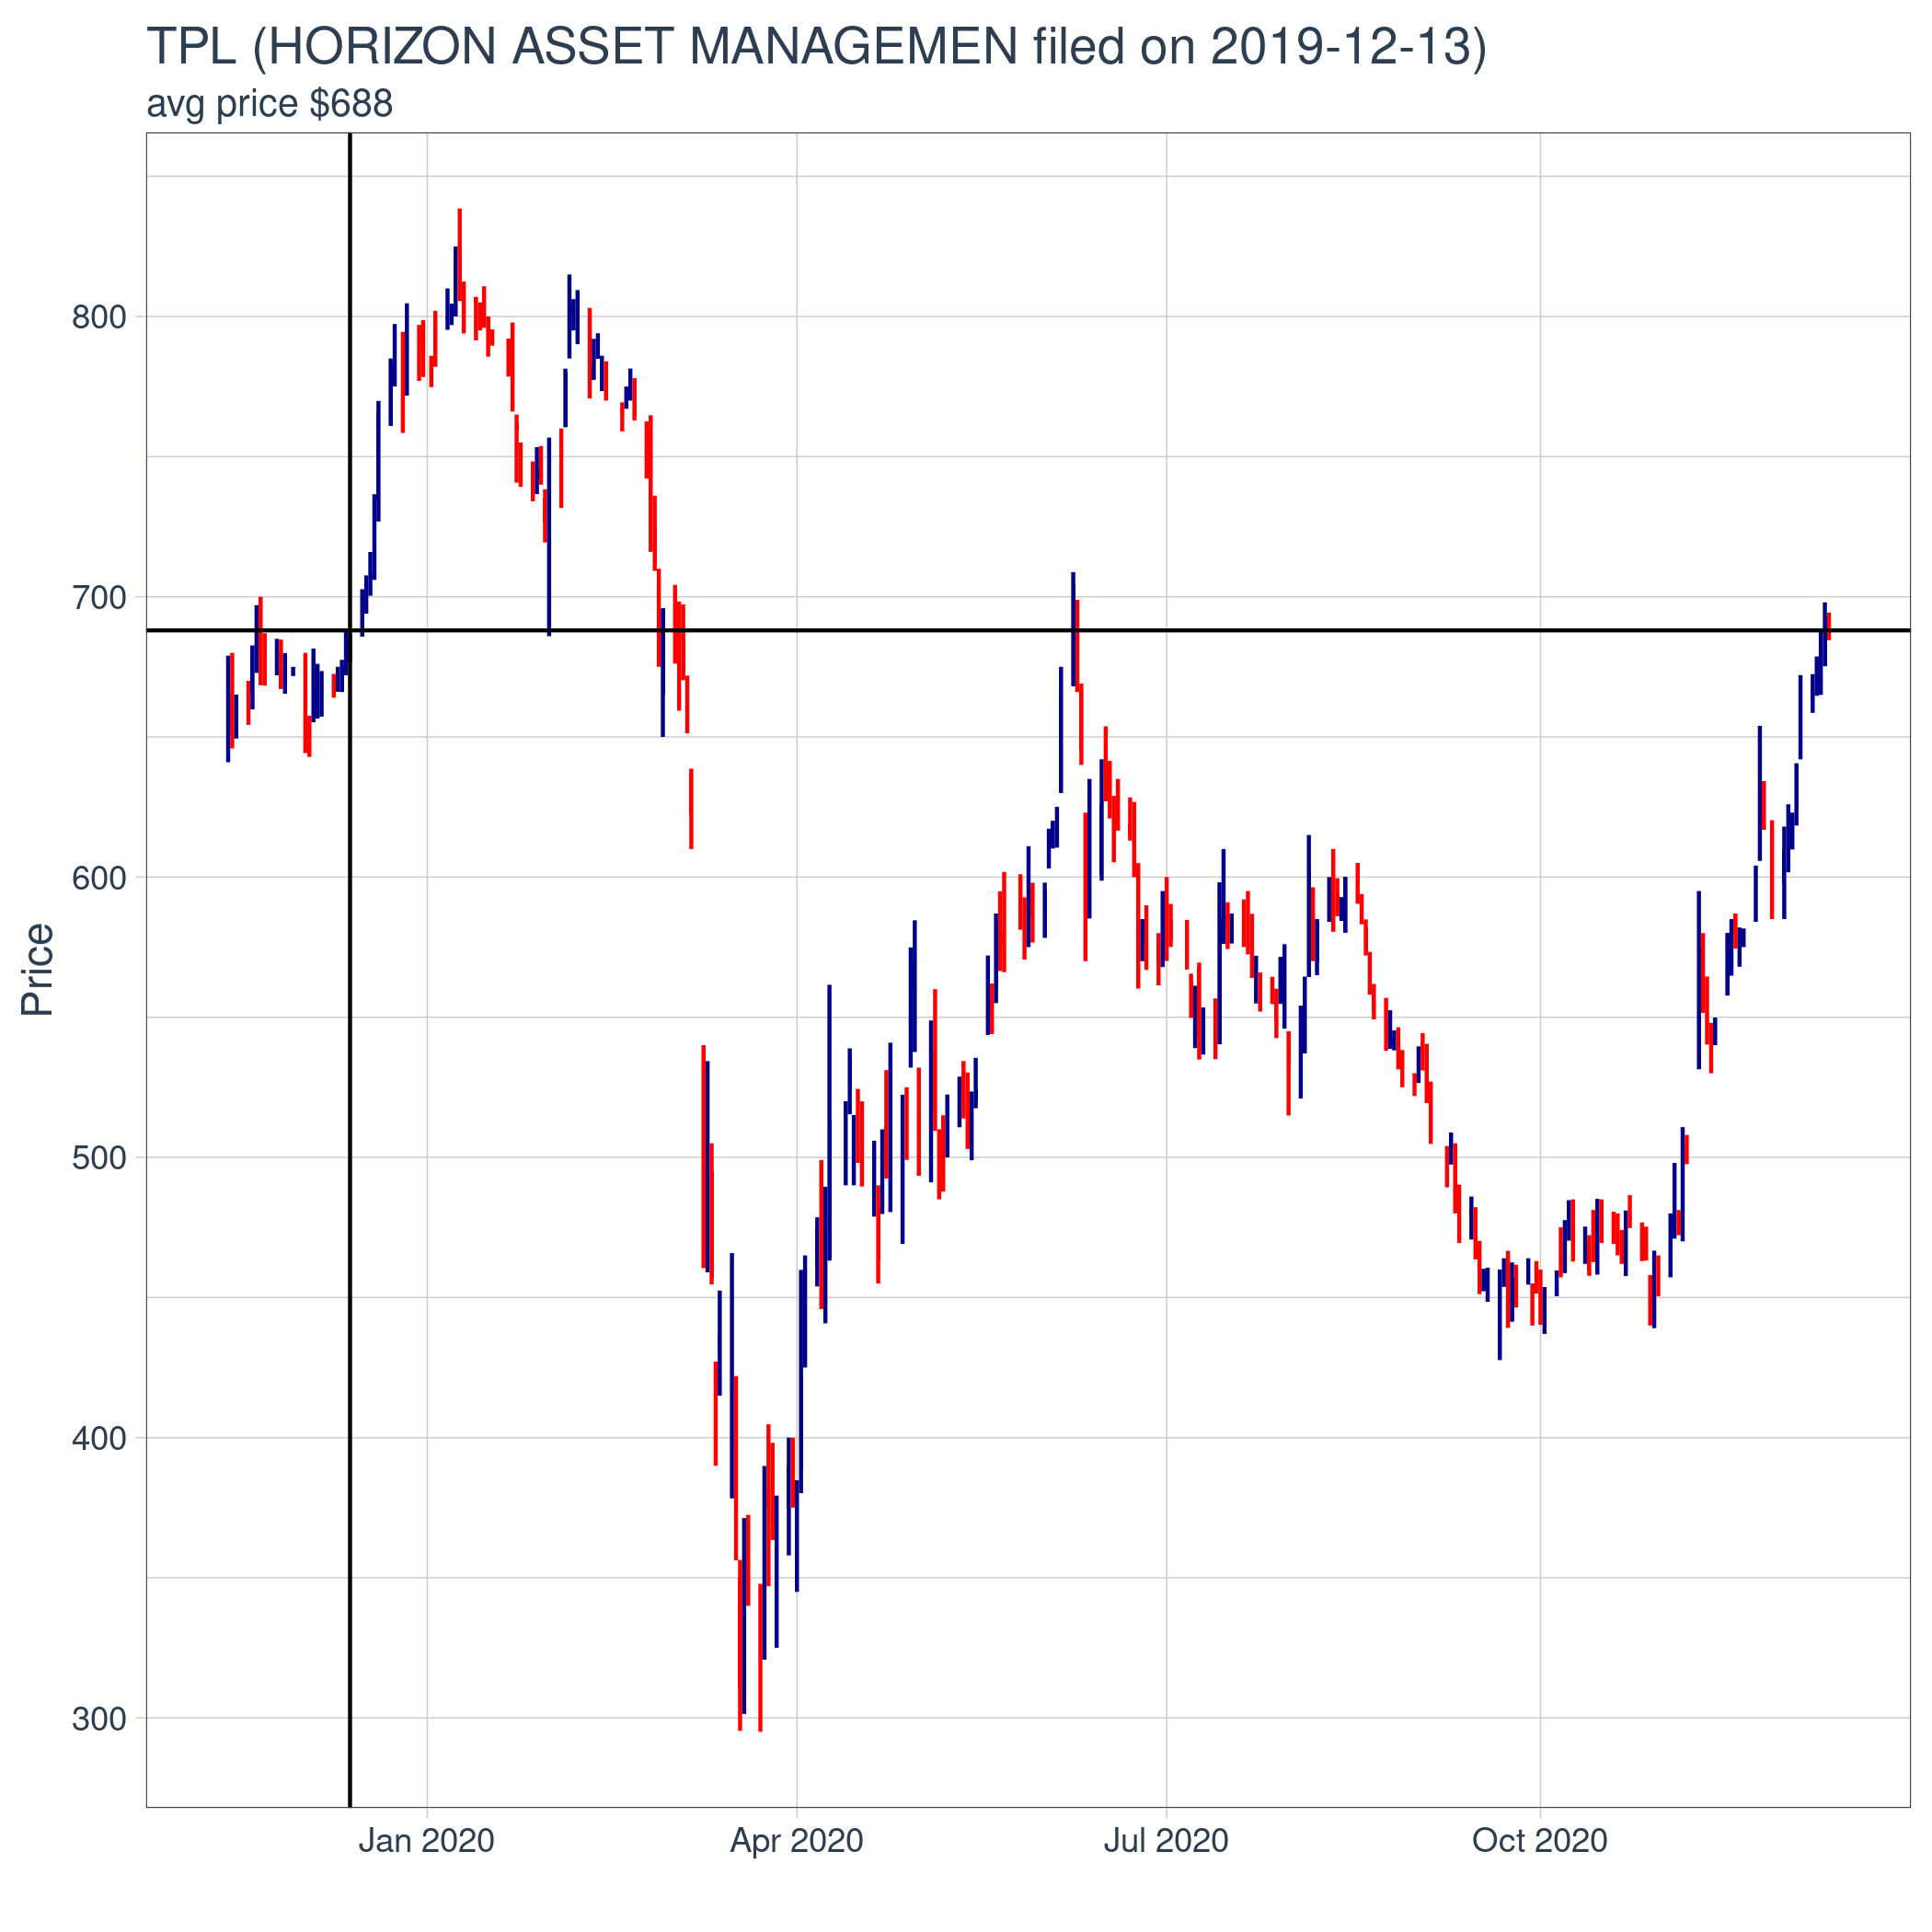 TPL (HORIZON ASSET MANAGEMEN filed on 2019-12-13)
avg price $688
800
700
600
500
400
300
Price
Jan 2020
Apr 2020
Jul 2020
Oct 2020